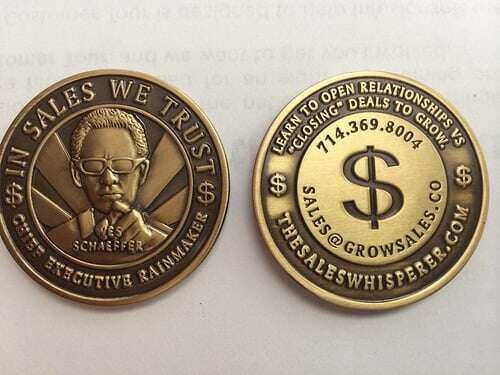 IN SALES WE TRUST
WES
SCHAEFFER
CHIEF EXECUTIVE RAINMAKER
$ $
LEARN TO OPEN RELATIONSHIPS VS
"CLOSING" DEALS TO GROW.
714.369.8004
$ $ $
SALES@GROWSALES.CO
THESALESWHISPERER.COM